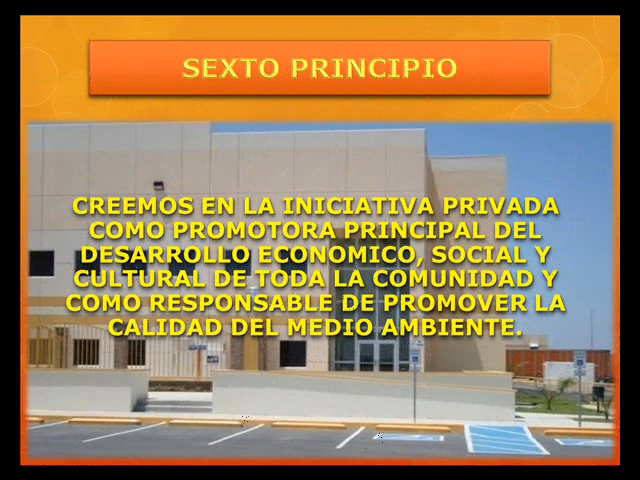 SEXTO PRINCIPIO
CREEMOS EN LA INICIATIVA PRIVADA
COMO PROMOTORA PRINCIPAL DEL
DESARROLLO ECONOMICO, SOCIAL Y
CULTURAL DE TODA LA COMUNIDAD Y
COMO RESPONSABLE DE PROMOVER LA
CALIDAD DEL MEDIO AMBIENTE.